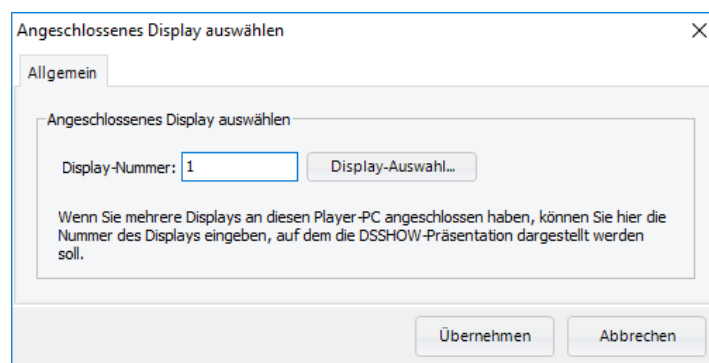 Angeschlossenes Display auswählen
Allgemein
Angeschlossenes Display auswählen
Display-Nummer: 1 Display-Auswahl...
Wenn Sie mehrere Displays an diesen Player-PC angeschlossen haben, können Sie hier die
Nummer des Displays eingeben, auf dem die DSSHOW-Präsentation dargestellt werden
soll.
Übernehmen Abbrechen